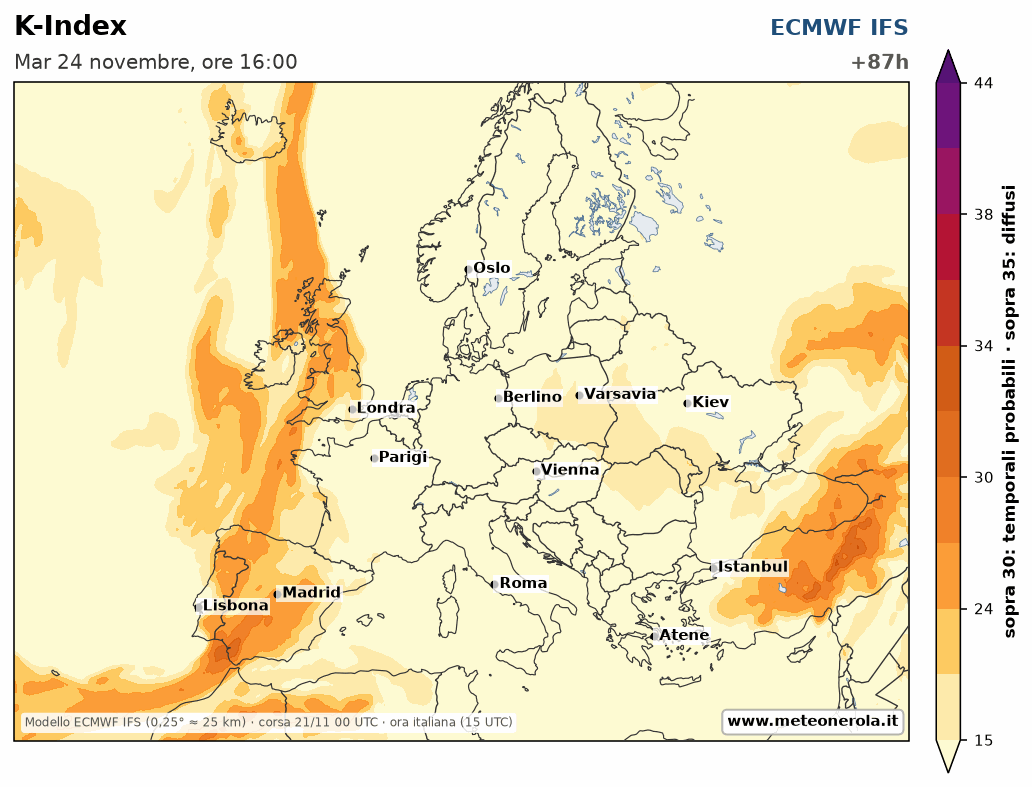 K-Index
ECMWF IFS
Mar 24 novembre, ore 16:00
+87h
44
38
34
30
24
15
sopra 30: temporali probabili · sopra 35: diffusi
Oslo
Berlino
Varsavia
Kiev
Londra
Parigi
Vienna
Istanbul
Roma
Madrid
Lisbona
Atene
Modello ECMWF IFS (0,25° ≈ 25 km) · corsa 21/11 00 UTC · ora italiana (15 UTC)
www.meteonerola.it